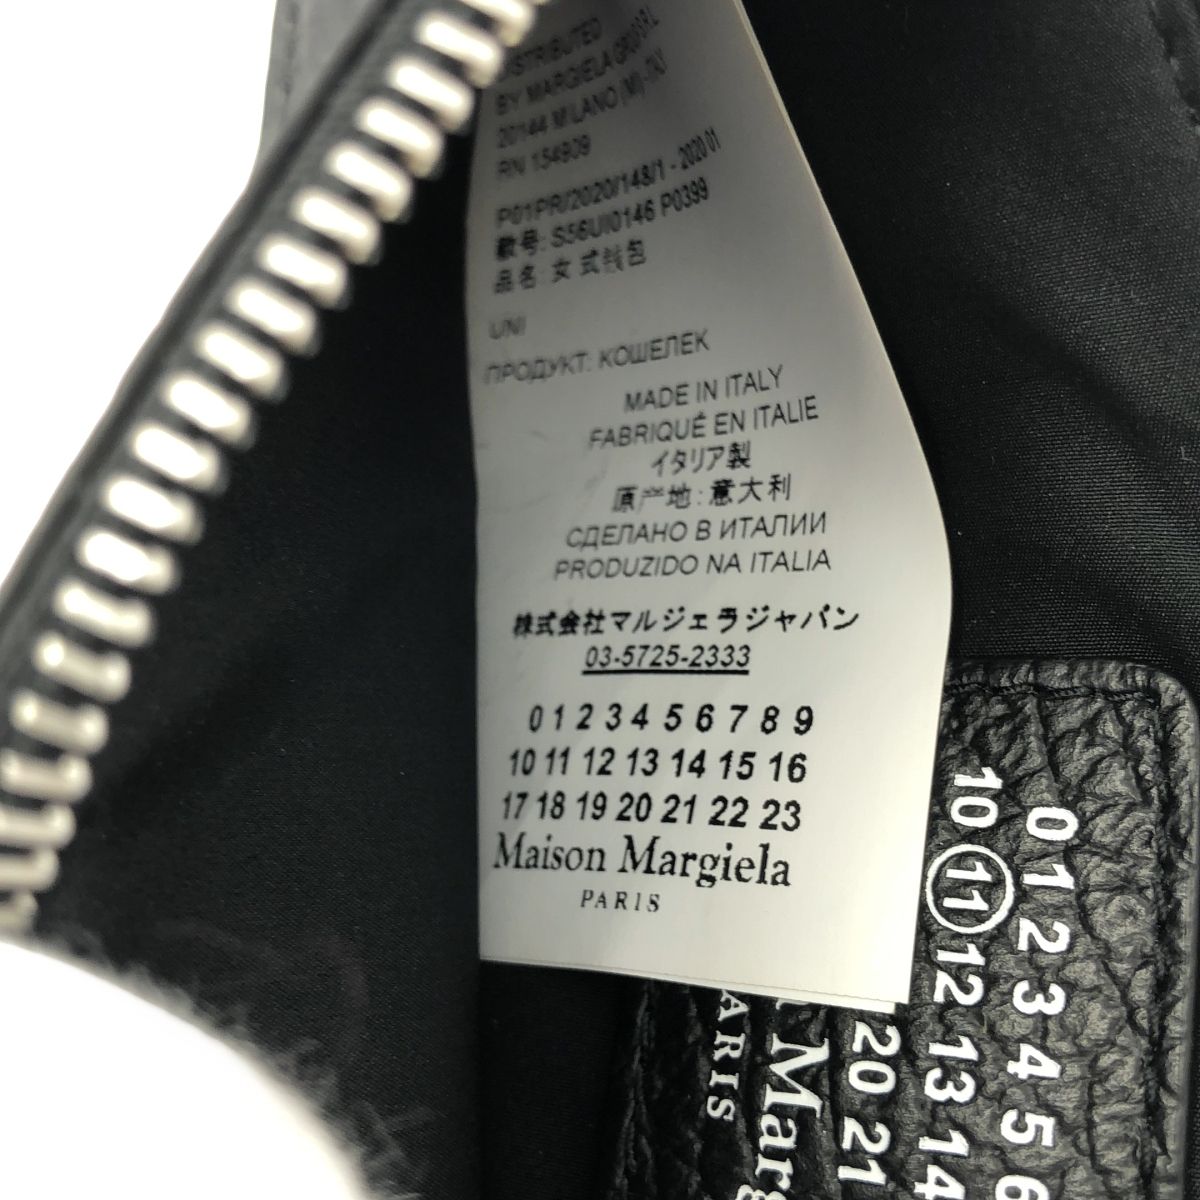 DISTRIBUTED
BY MARGIELA GROUP SRL
20144 MILANO (MI)-ITALY
RN 154909
P01PR/2020/148/1 - 2020 01
款号: S56UI0146 P0399
品名: 女 式钱包
UNI
ПРОДУКТ: КОШЕЛЕК
MADE IN ITALY
FABRIQUÉ EN ITALIE
イタリア製
原产地: 意大利
СДЕЛАНО В ИТАЛИИ
PRODUZIDO NA ITALIA
株式会社マルジェラジャパン
03-5725-2333
0 1 2 3 4 5 6 7 8 9
10 11 12 13 14 15 16
17 18 19 20 21 22 23
Maison Margiela
PARIS
0 1 2 3 4 5 6
10 11 12 13 14
20 21
Marg
ARIS